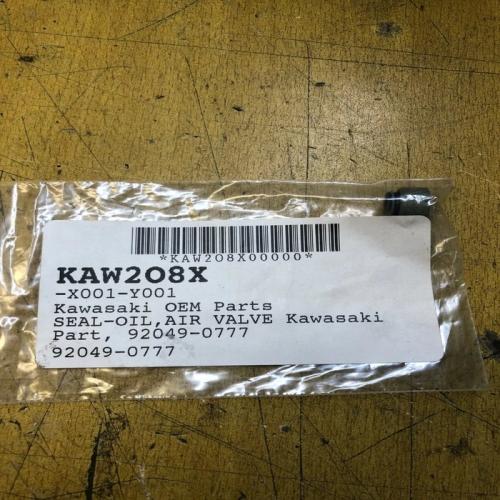 *KAW208X00000*
KAW208X
-X001-Y001
Kawasaki OEM Parts
SEAL-OIL,AIR VALVE Kawasaki
Part, 92049-0777
92049-0777